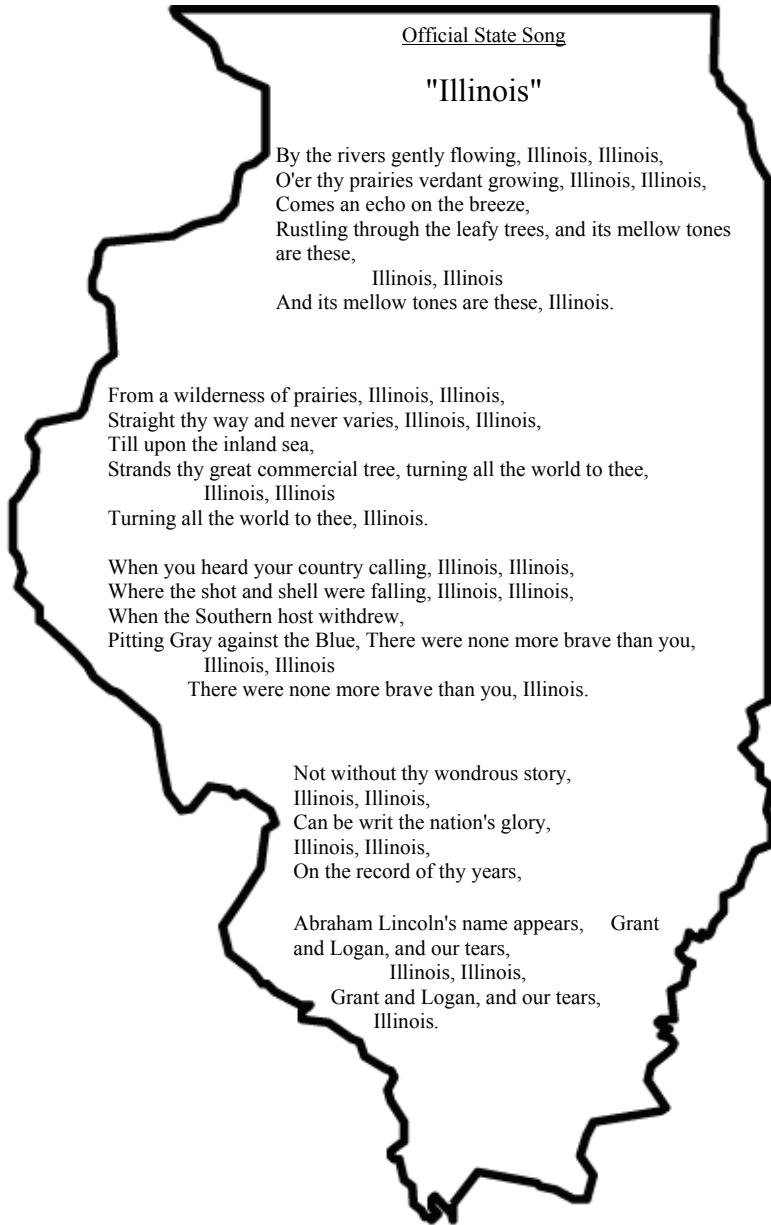 Official State Song
"Illinois"
By the rivers gently flowing, Illinois, Illinois,
O'er thy prairies verdant growing, Illinois, Illinois,
Comes an echo on the breeze,
Rustling through the leafy trees, and its mellow tones
are these,
Illinois, Illinois
And its mellow tones are these, Illinois.
From a wilderness of prairies, Illinois, Illinois,
Straight thy way and never varies, Illinois, Illinois,
Till upon the inland sea,
Strands thy great commercial tree, turning all the world to thee,
Illinois, Illinois
Turning all the world to thee, Illinois.
When you heard your country calling, Illinois, Illinois,
Where the shot and shell were falling, Illinois, Illinois,
When the Southern host withdrew,
Pitting Gray against the Blue, There were none more brave than you,
Illinois, Illinois
There were none more brave than you, Illinois.
Not without thy wondrous story,
Illinois, Illinois,
Can be writ the nation's glory,
Illinois, Illinois,
On the record of thy years,
Abraham Lincoln's name appears, Grant
and Logan, and our tears,
Illinois, Illinois,
Grant and Logan, and our tears,
Illinois.